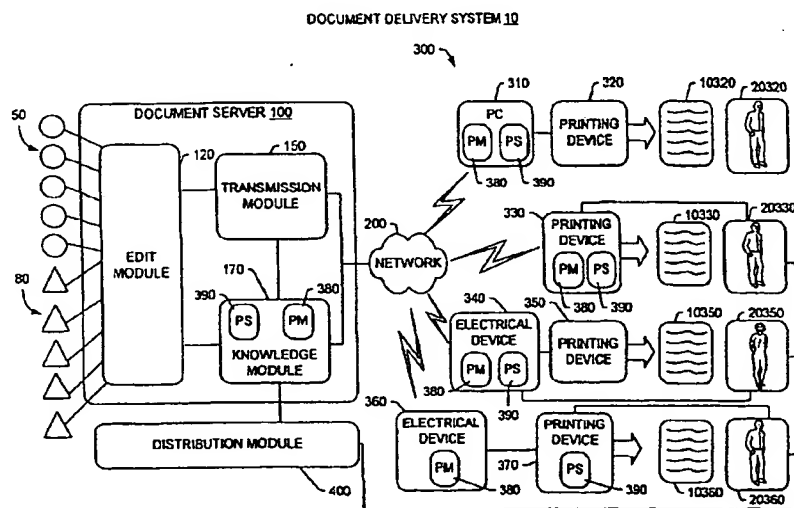 DOCUMENT DELIVERY SYSTEM 10
300
310
320
10320
20320
50
DOCUMENT SERVER 100
120
150
PC
PM
PS
PRINTING
DEVICE
380
390
TRANSMISSION
MODULE
200
330
10330
20330
EDIT
MODULE
NETWORK
PRINTING
DEVICE
PM
PS
380
390
80
170
390
380
PS
PM
KNOWLEDGE
MODULE
340
350
10350
20350
ELECTRICAL
DEVICE
PM
PS
PRINTING
DEVICE
380
390
360
DISTRIBUTION MODULE
400
ELECTRICAL
DEVICE
PM
380
PRINTING
DEVICE
PS
370
390
10360
20360